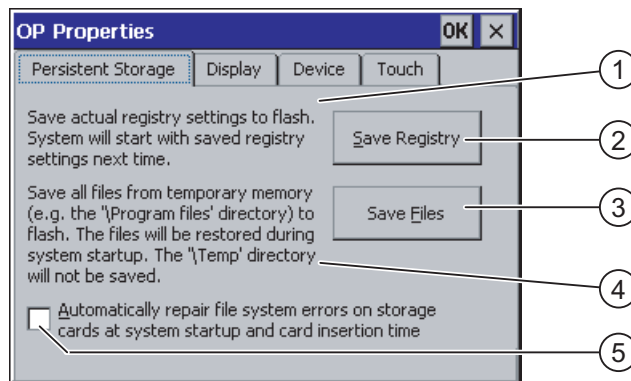 OP Properties OK ×
Persistent Storage Display Device Touch
1
Save actual registry settings to flash.
System will start with saved registry
settings next time.
Save Registry
2
Save all files from temporary memory
(e.g. the '\Program files' directory) to
flash. The files will be restored during
system startup. The '\Temp' directory
will not be saved.
Save Files
3
4
Automatically repair file system errors on storage
cards at system startup and card insertion time
5